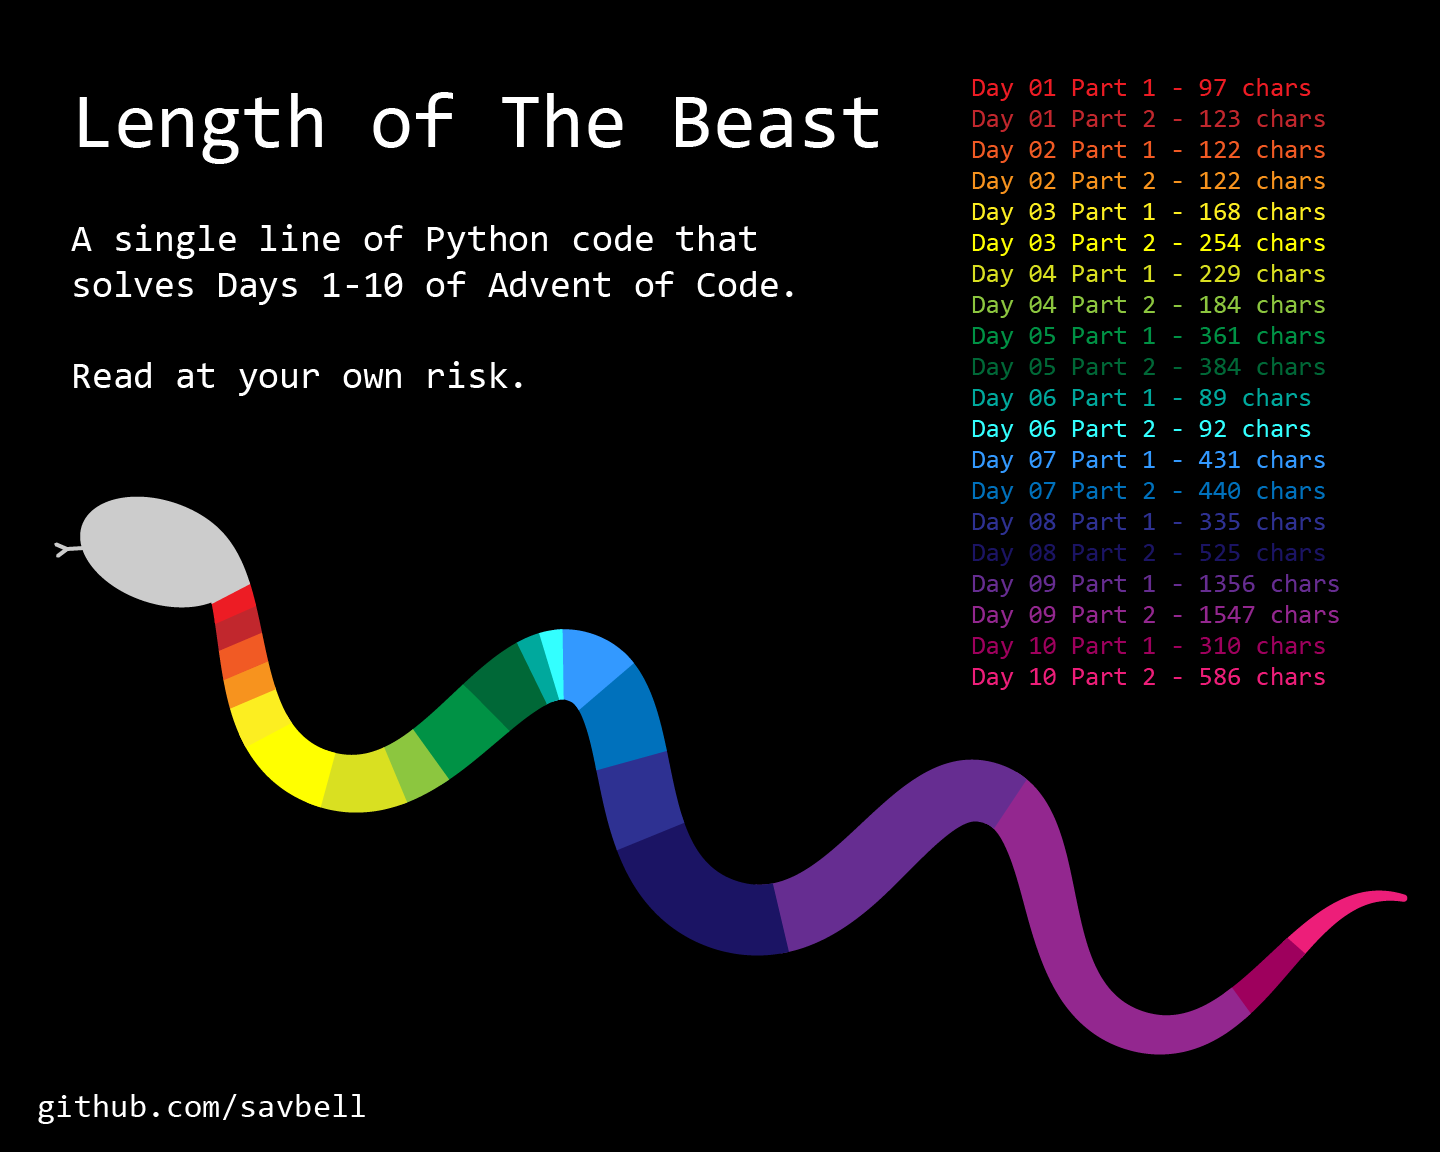 Length of The Beast
A single line of Python code that
solves Days 1-10 of Advent of Code.
Read at your own risk.
Day 01 Part 1 - 97 chars
Day 01 Part 2 - 123 chars
Day 02 Part 1 - 122 chars
Day 02 Part 2 - 122 chars
Day 03 Part 1 - 168 chars
Day 03 Part 2 - 254 chars
Day 04 Part 1 - 229 chars
Day 04 Part 2 - 184 chars
Day 05 Part 1 - 361 chars
Day 05 Part 2 - 384 chars
Day 06 Part 1 - 89 chars
Day 06 Part 2 - 92 chars
Day 07 Part 1 - 431 chars
Day 07 Part 2 - 440 chars
Day 08 Part 1 - 335 chars
Day 08 Part 2 - 525 chars
Day 09 Part 1 - 1356 chars
Day 09 Part 2 - 1547 chars
Day 10 Part 1 - 310 chars
Day 10 Part 2 - 586 chars
github.com/savbell